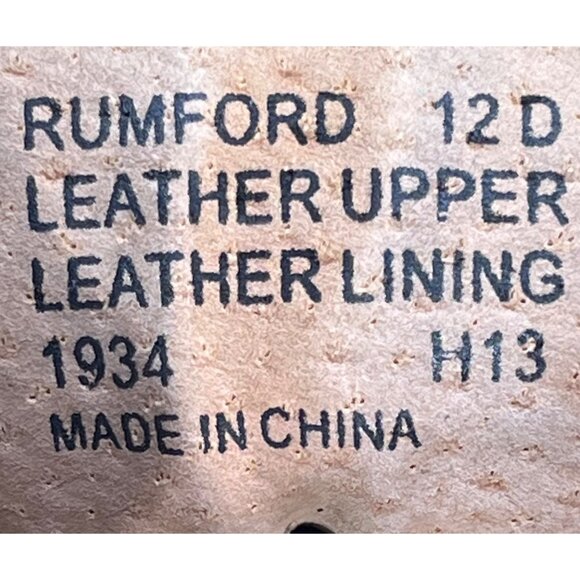 RUMFORD 12 D
LEATHER UPPER
LEATHER LINING
1934 H13
MADE IN CHINA